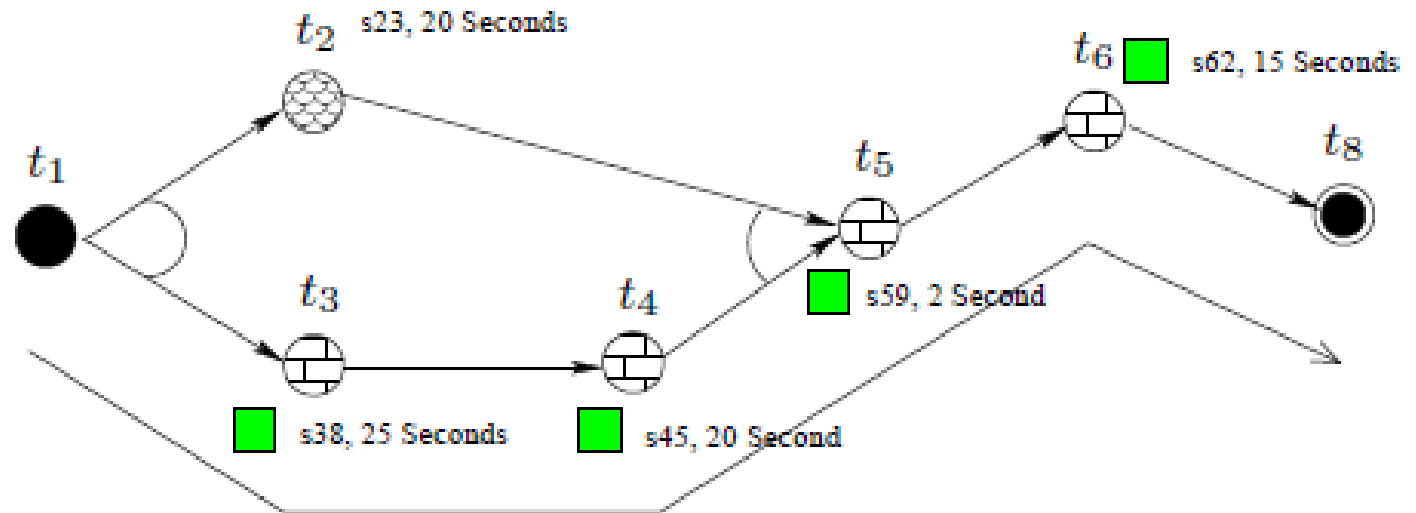 t2 s23, 20 Seconds
t6 s62, 15 Seconds
t1
t5
t8
s59, 2 Second
t3
t4
s38, 25 Seconds
s45, 20 Second